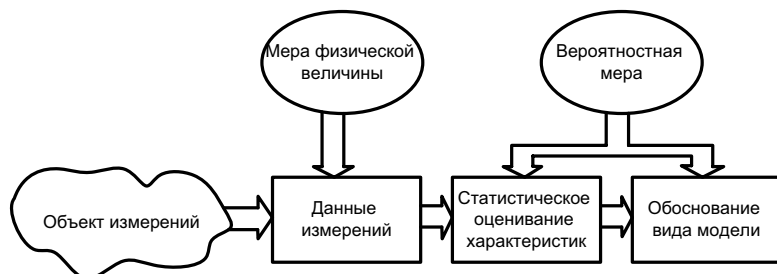 Мера физической
величины
Вероятностная
мера
Объект измерений
Данные
измерений
Статистическое
оценивание
характеристик
Обоснование
вида модели